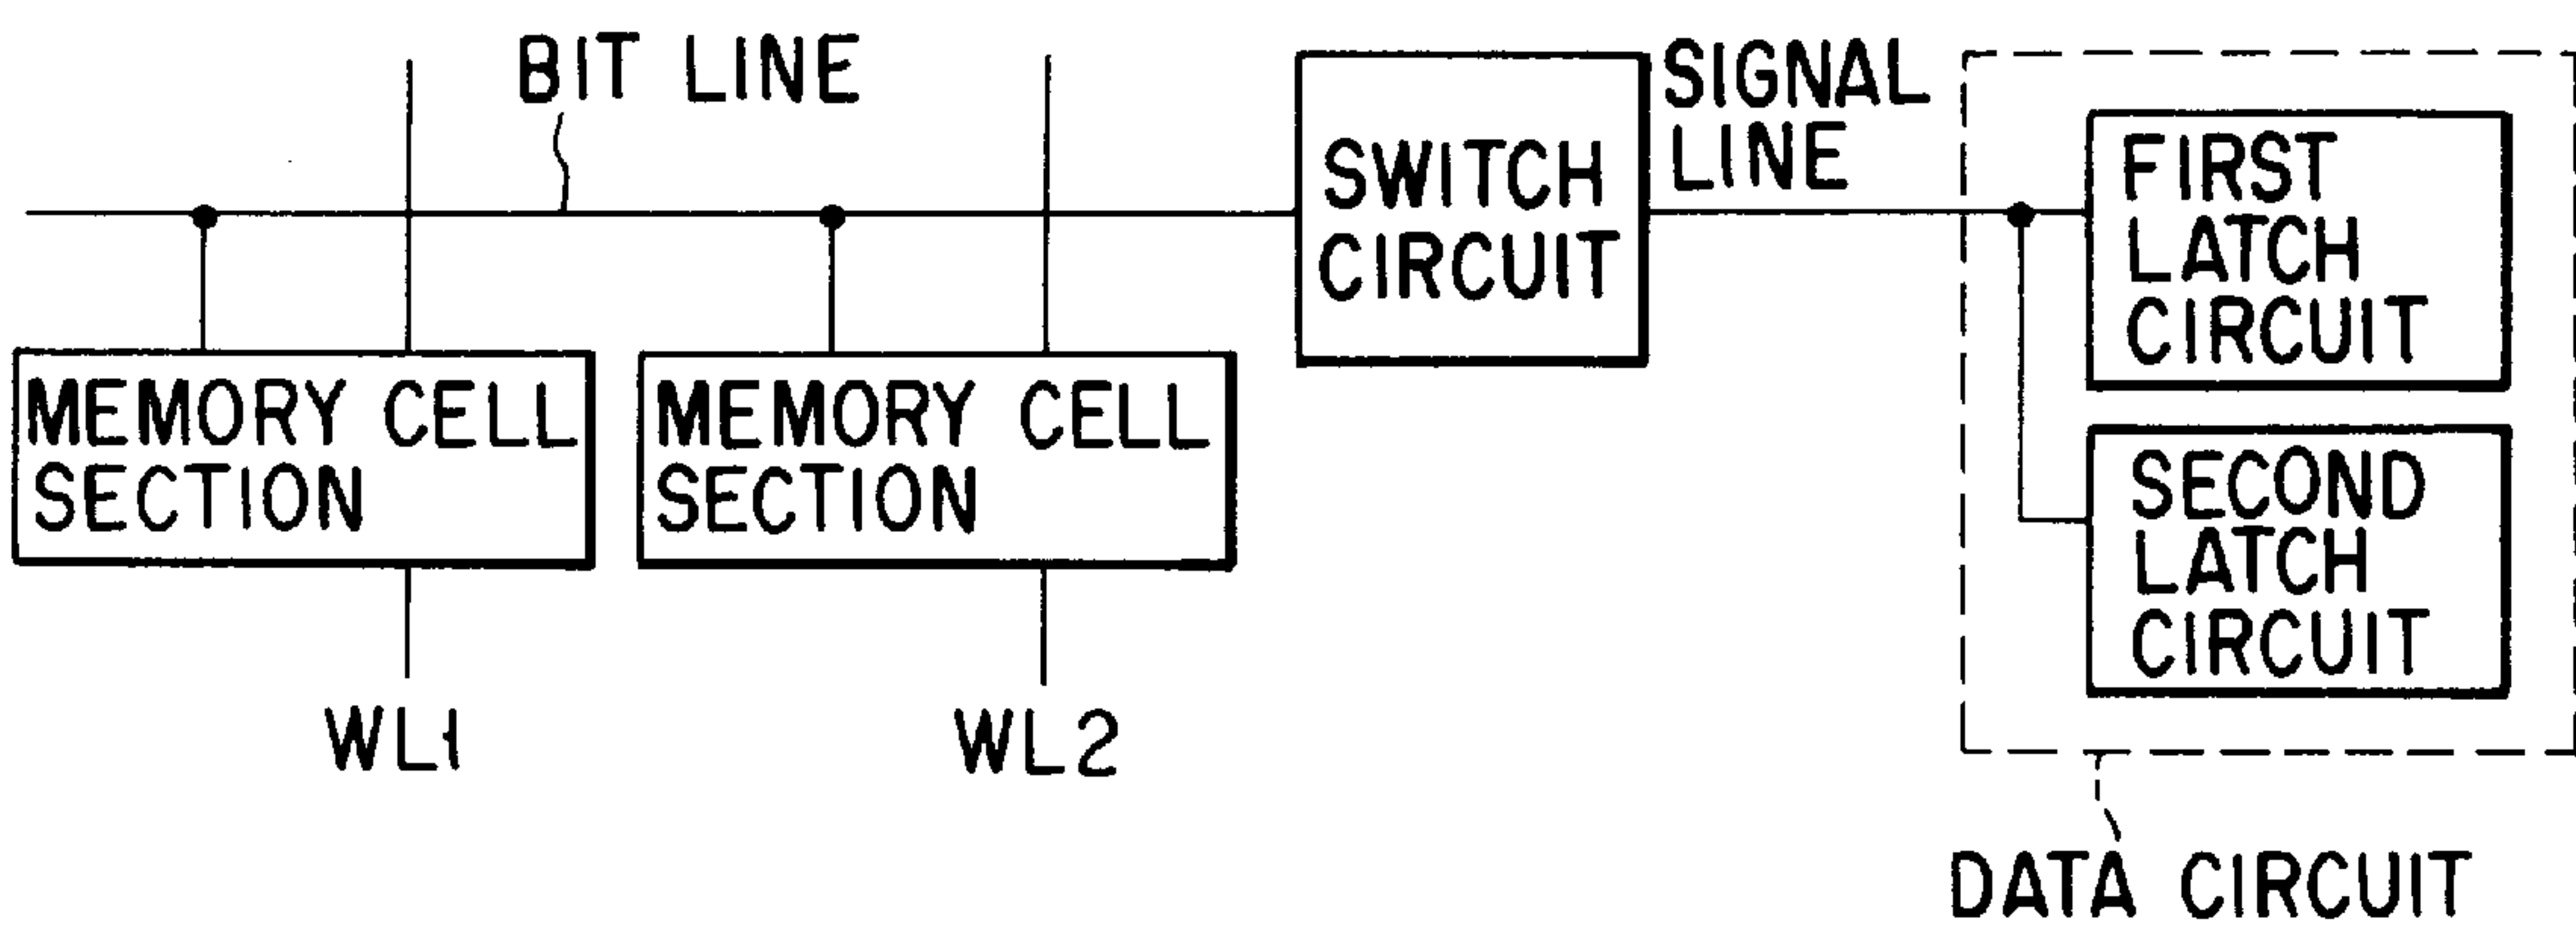 BIT LINE
SIGNAL
LINE
SWITCH
CIRCUIT
FIRST
LATCH
CIRCUIT
MEMORY CELL
SECTION
MEMORY CELL
SECTION
SECOND
LATCH
CIRCUIT
WL1
WL2
DATA CIRCUIT